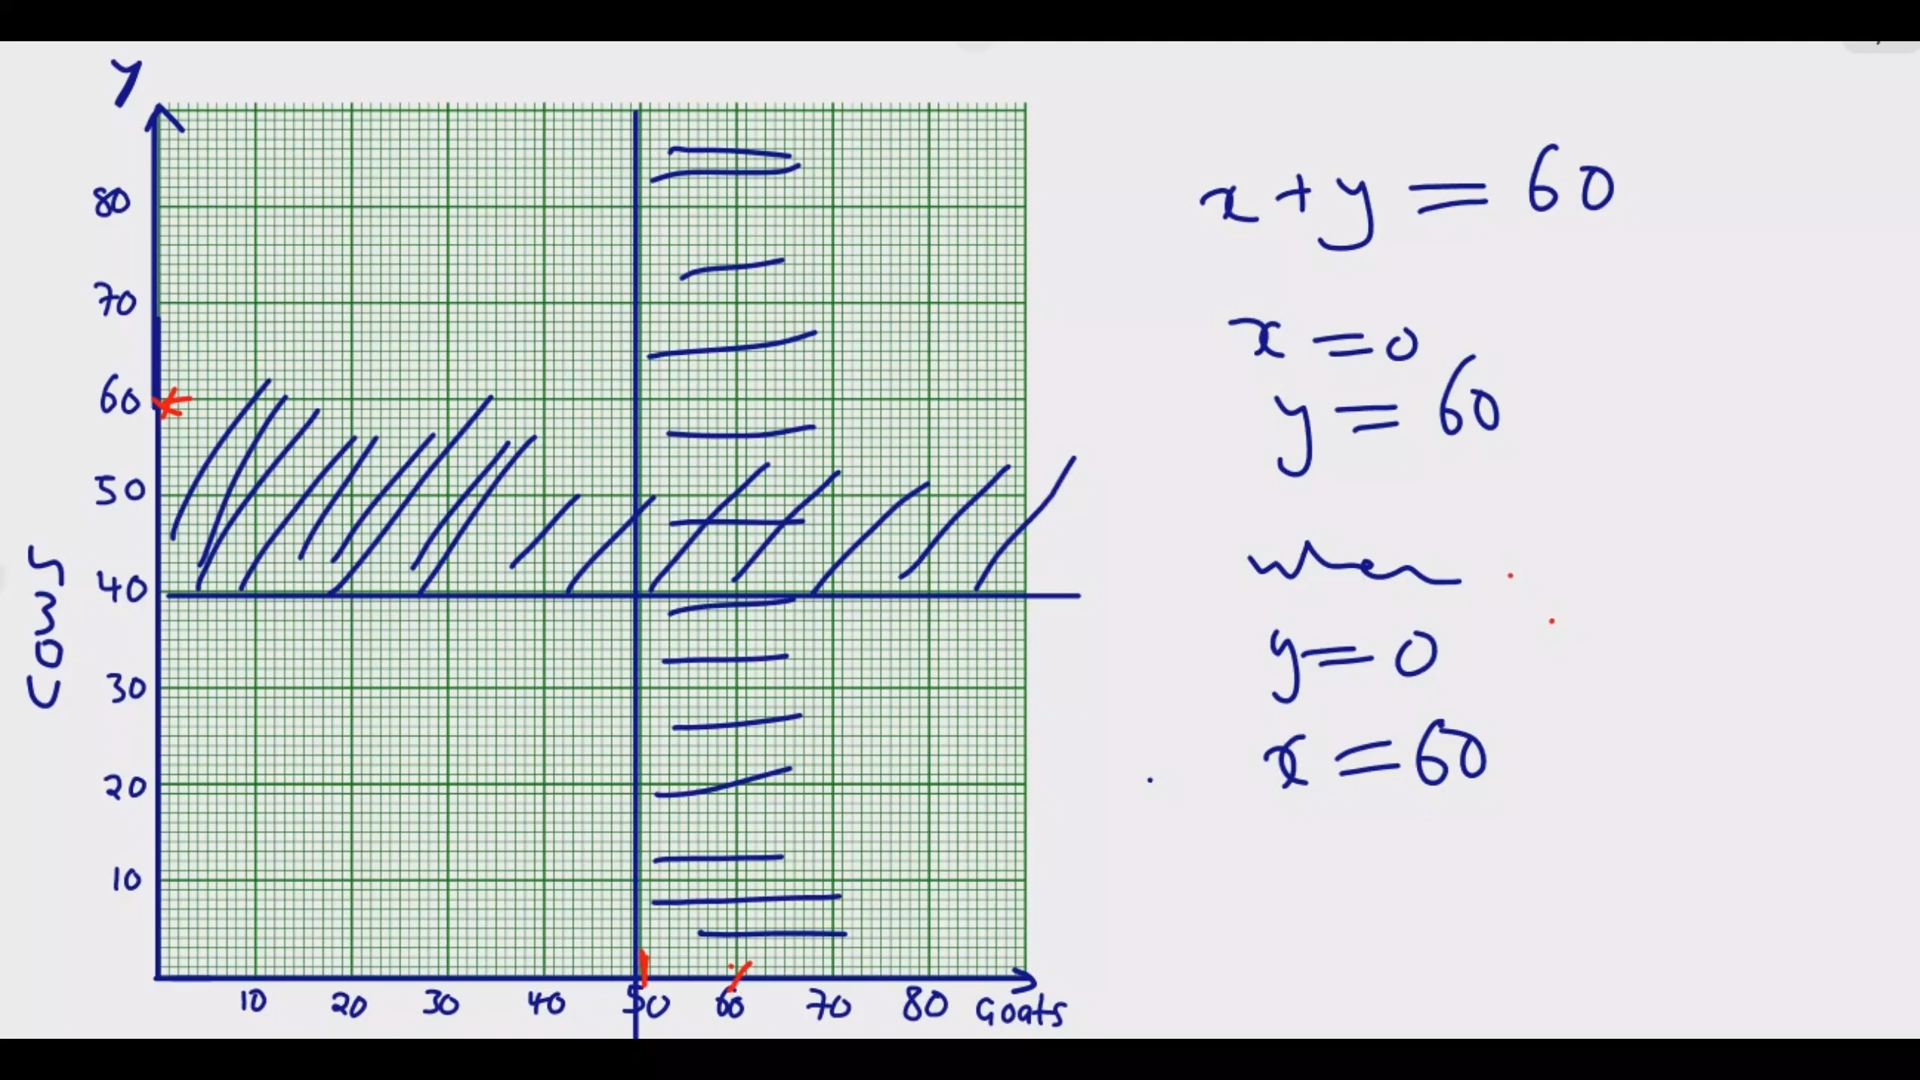 y
80
70
60
50
40
30
20
10
cows
10 20 30 40 50 60 70 80 Goats
x + y = 60
x = 0
y = 60
when
y = 0
x = 60